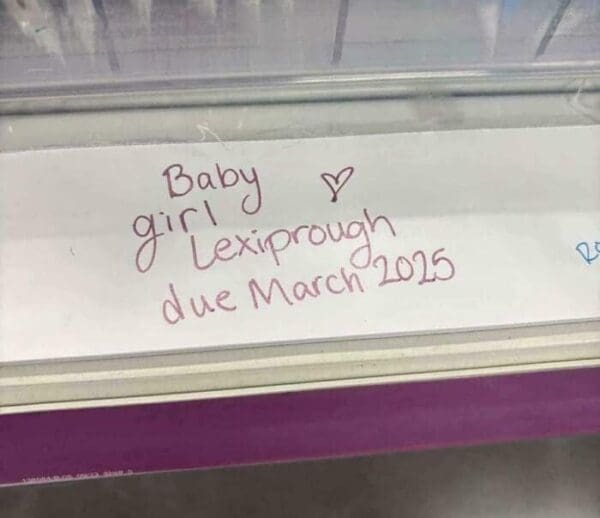 Baby ♡
girl
Lexiprough
due March 2025